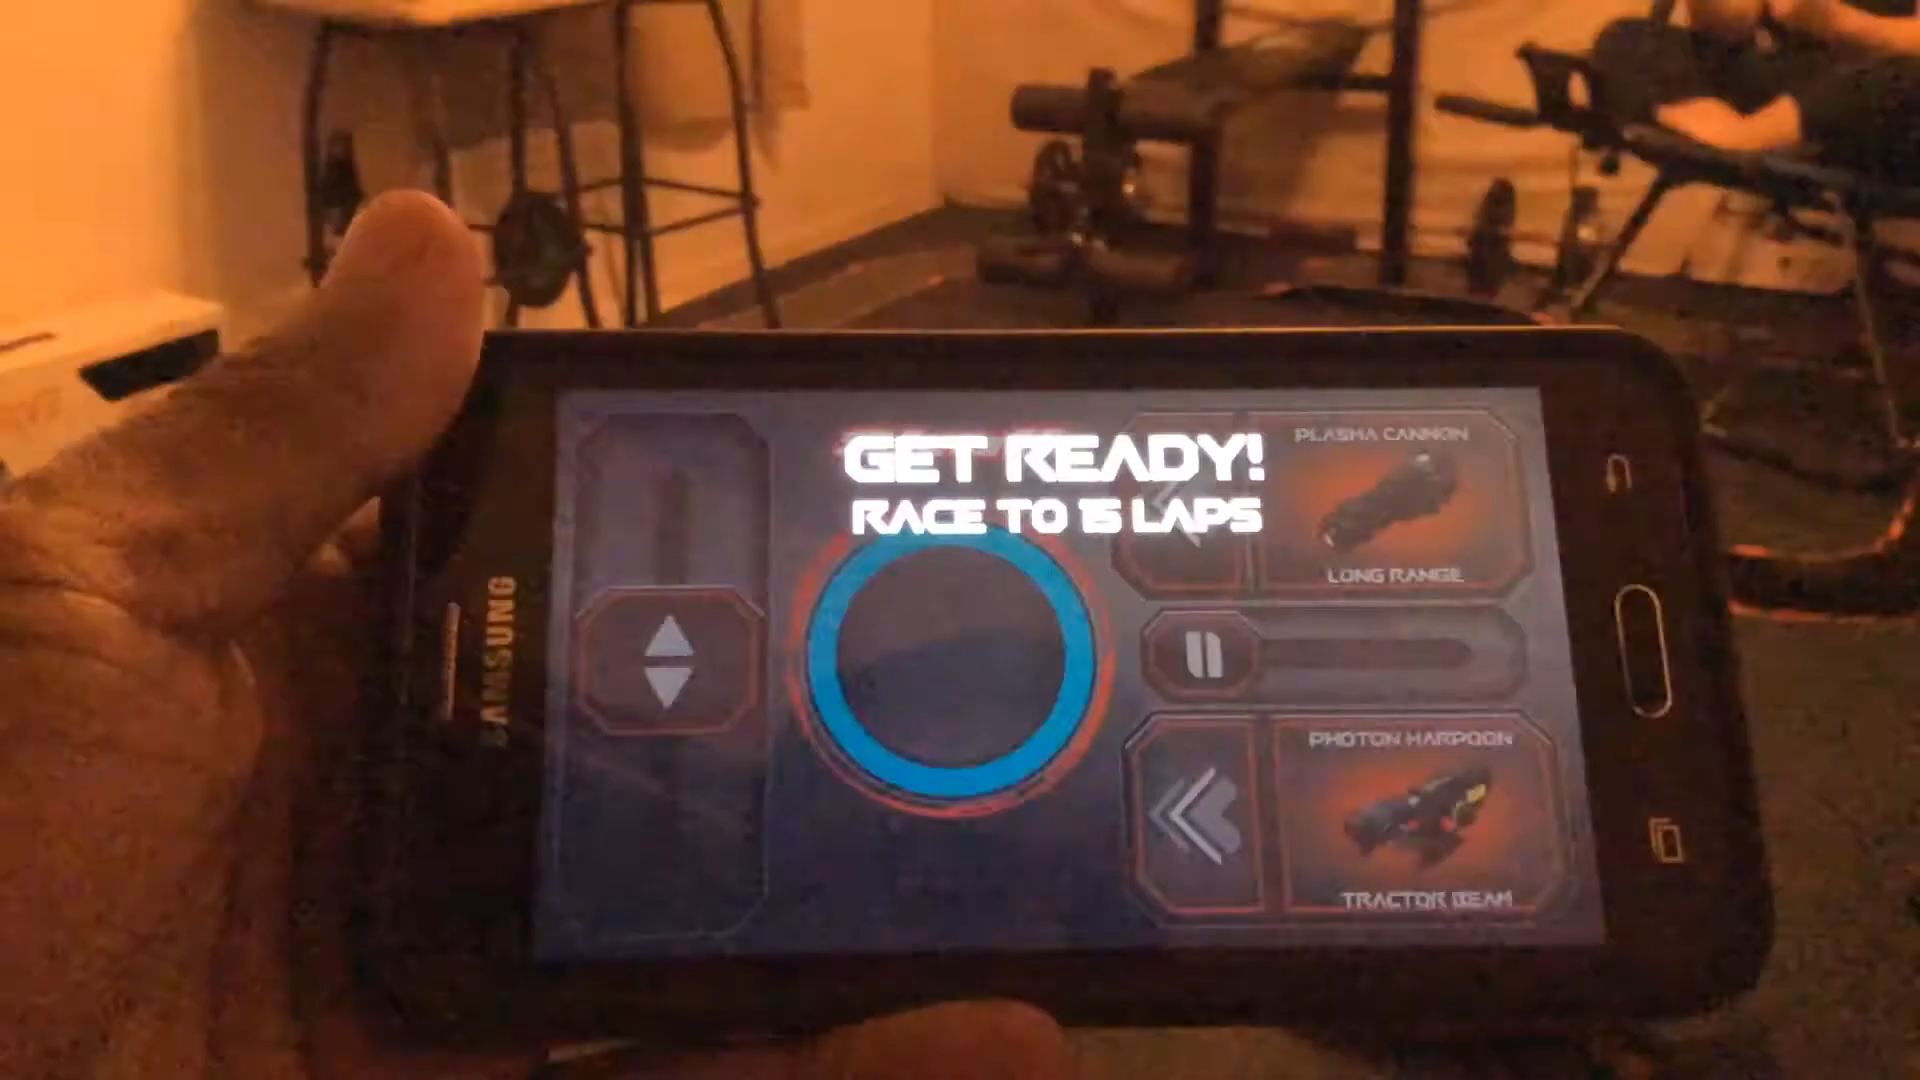 SAMSUNG
GET READY!
RACE TO 15 LAPS
PLASMA CANNON
LONG RANGE
PHOTON HARPOON
TRACTOR BEAM